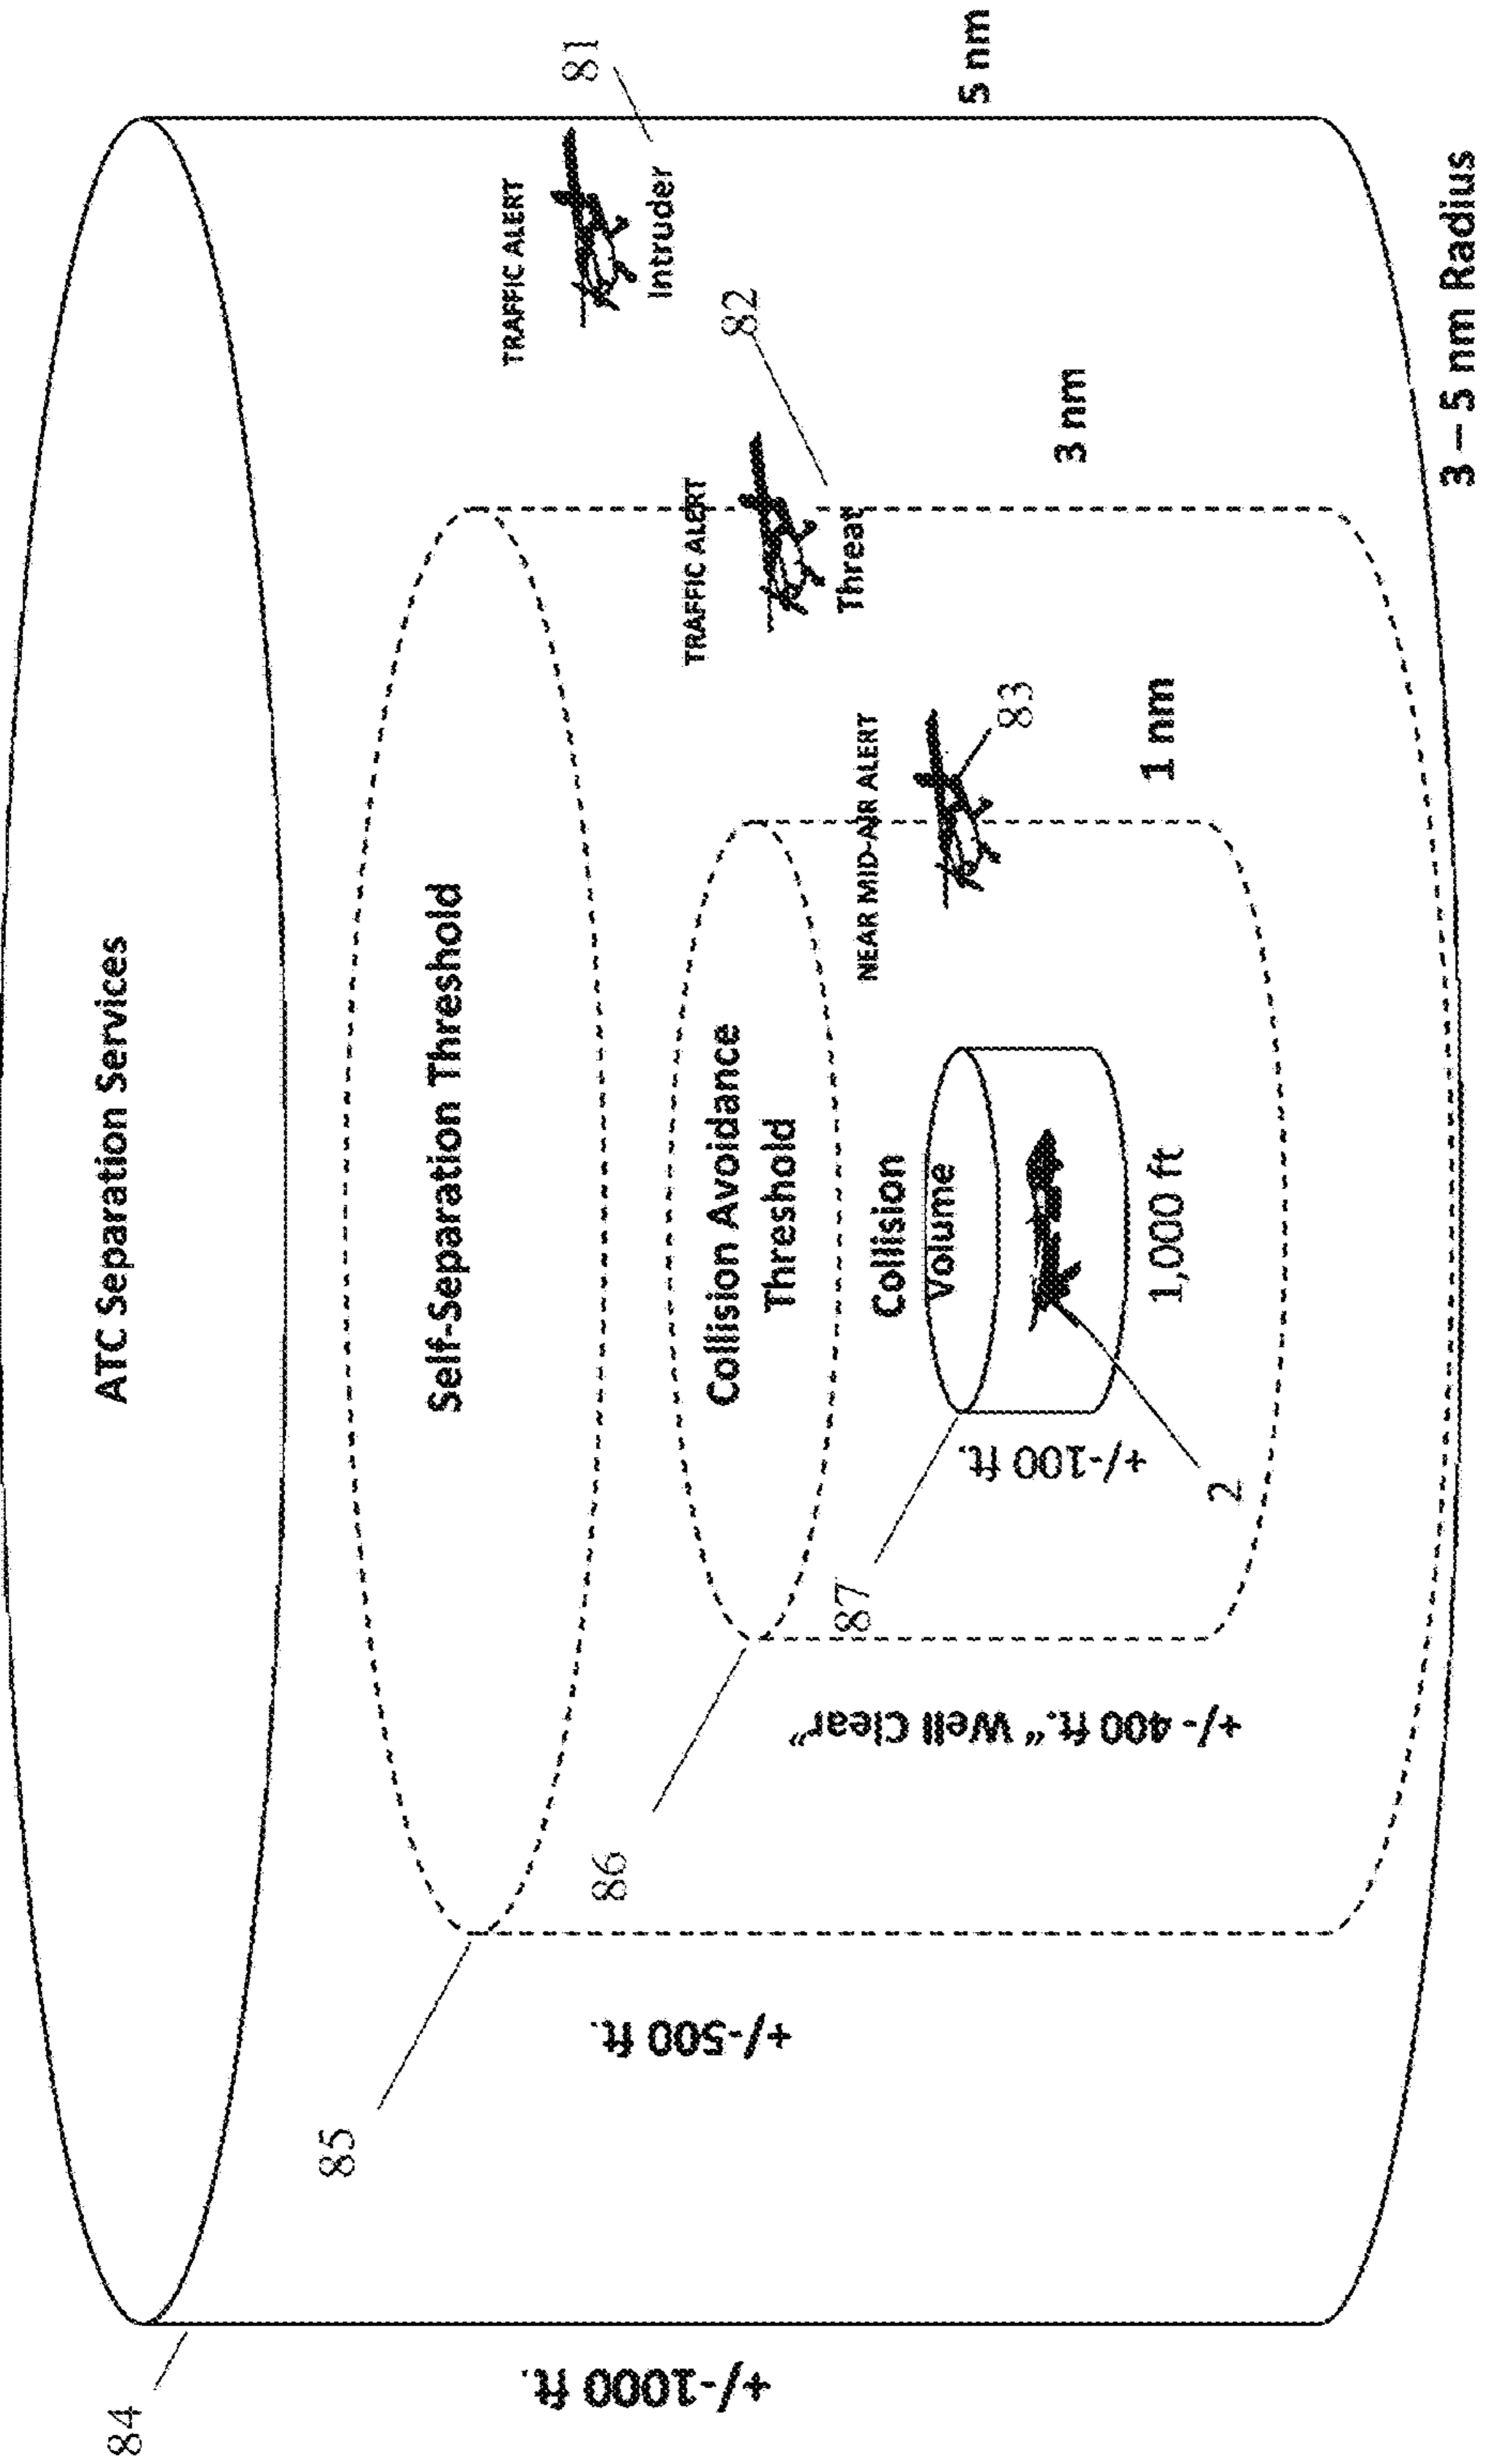 84
ATC Separation Services
+/-1000 ft.
85
Self-Separation Threshold
+/-500 ft.
TRAFFIC ALERT
81
Intruder
86
Collision Avoidance
Threshold
+/-400 ft. “ Well Clear”
TRAFFIC ALERT
82
Threat
87
Collision
Volume
+/-100 ft.
NEAR MID-AIR ALERT
83
2
1,000 ft
1 nm
3 nm
5 nm
3 – 5 nm Radius